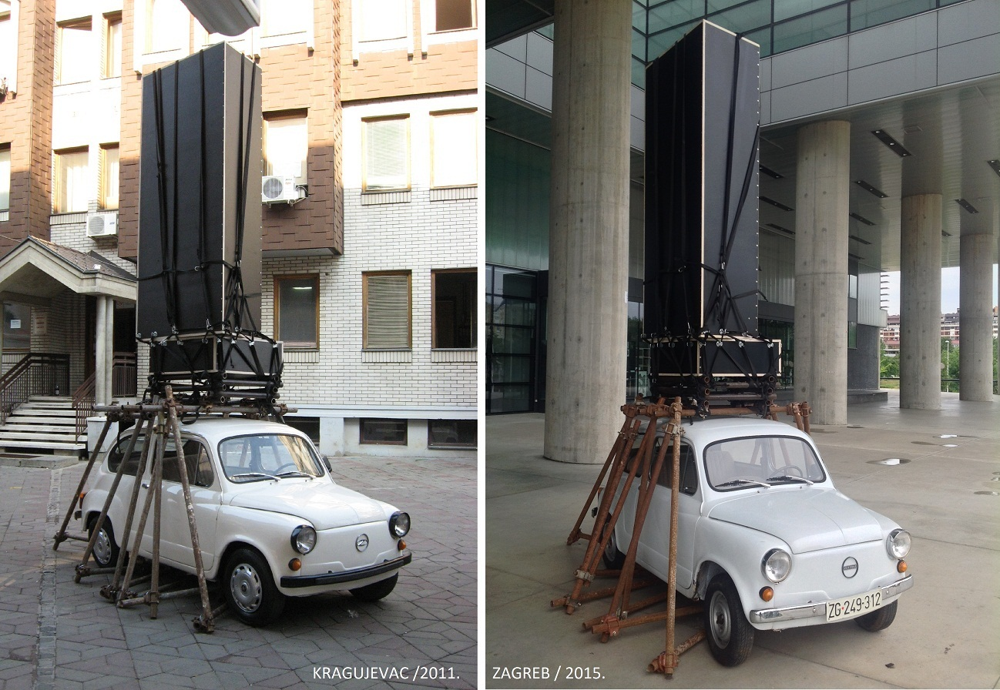 KRAGUJEVAC /2011.
ZAGREB / 2015.
ZG·249-312